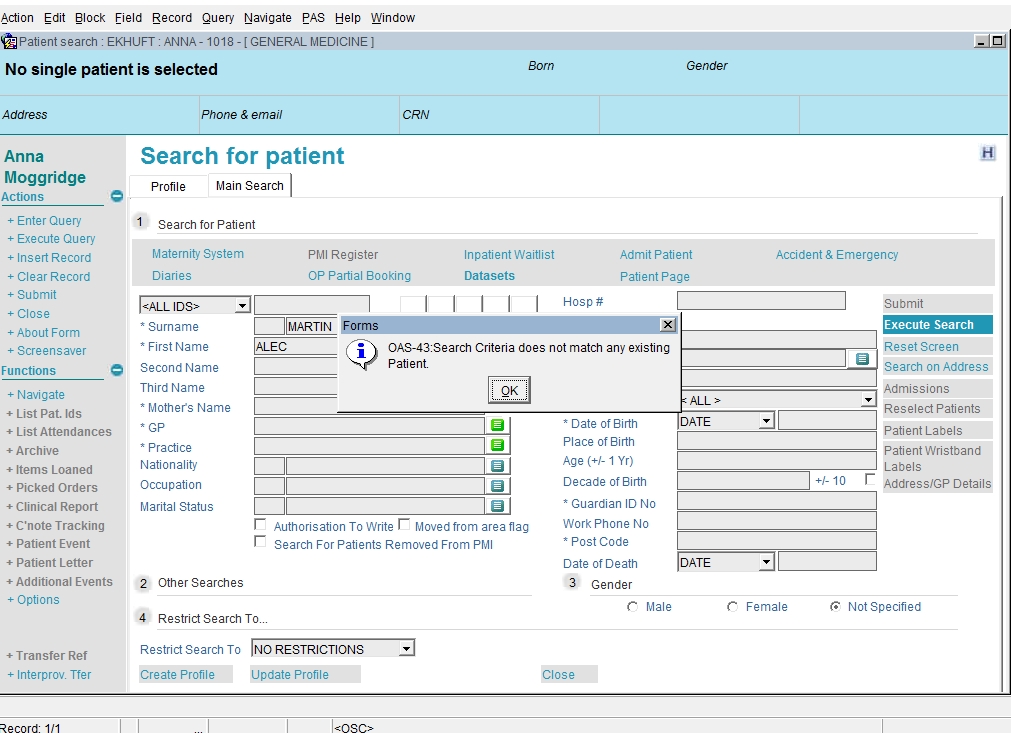 Action Edit Block Field Record Query Navigate PAS Help Window
Patient search : EKHUFT : ANNA - 1018 - [ GENERAL MEDICINE ]
No single patient is selected
Born
Gender
Address
Phone & email
CRN
Anna
Moggridge
Actions
+ Enter Query
+ Execute Query
+ Insert Record
+ Clear Record
+ Submit
+ Close
+ About Form
+ Screensaver
Functions
+ Navigate
+ List Pat. Ids
+ List Attendances
+ Archive
+ Items Loaned
+ Picked Orders
+ Clinical Report
+ C'note Tracking
+ Patient Event
+ Patient Letter
+ Additional Events
+ Options
+ Transfer Ref
+ Interprov. Tfer
Search for patient
H
Profile
Main Search
1 Search for Patient
Maternity System
PMI Register
Inpatient Waitlist
Admit Patient
Accident & Emergency
Diaries
OP Partial Booking
Datasets
Patient Page
<ALL IDS>
* Surname
MARTIN
* First Name
ALEC
Second Name
Third Name
* Mother's Name
* GP
* Practice
Nationality
Occupation
Marital Status
Authorisation To Write
Moved from area flag
Search For Patients Removed From PMI
Forms
OAS-43:Search Criteria does not match any existing
Patient.
OK
Hosp #
< ALL >
* Date of Birth
DATE
Place of Birth
Age (+/- 1 Yr)
Decade of Birth
+/- 10
* Guardian ID No
Work Phone No
* Post Code
Date of Death
DATE
Submit
Execute Search
Reset Screen
Search on Address
Admissions
Reselect Patients
Patient Labels
Patient Wristband
Labels
Address/GP Details
2 Other Searches
3 Gender
Male
Female
Not Specified
4 Restrict Search To...
Restrict Search To
NO RESTRICTIONS
Create Profile
Update Profile
Close
Record: 1/1
...
<OSC>